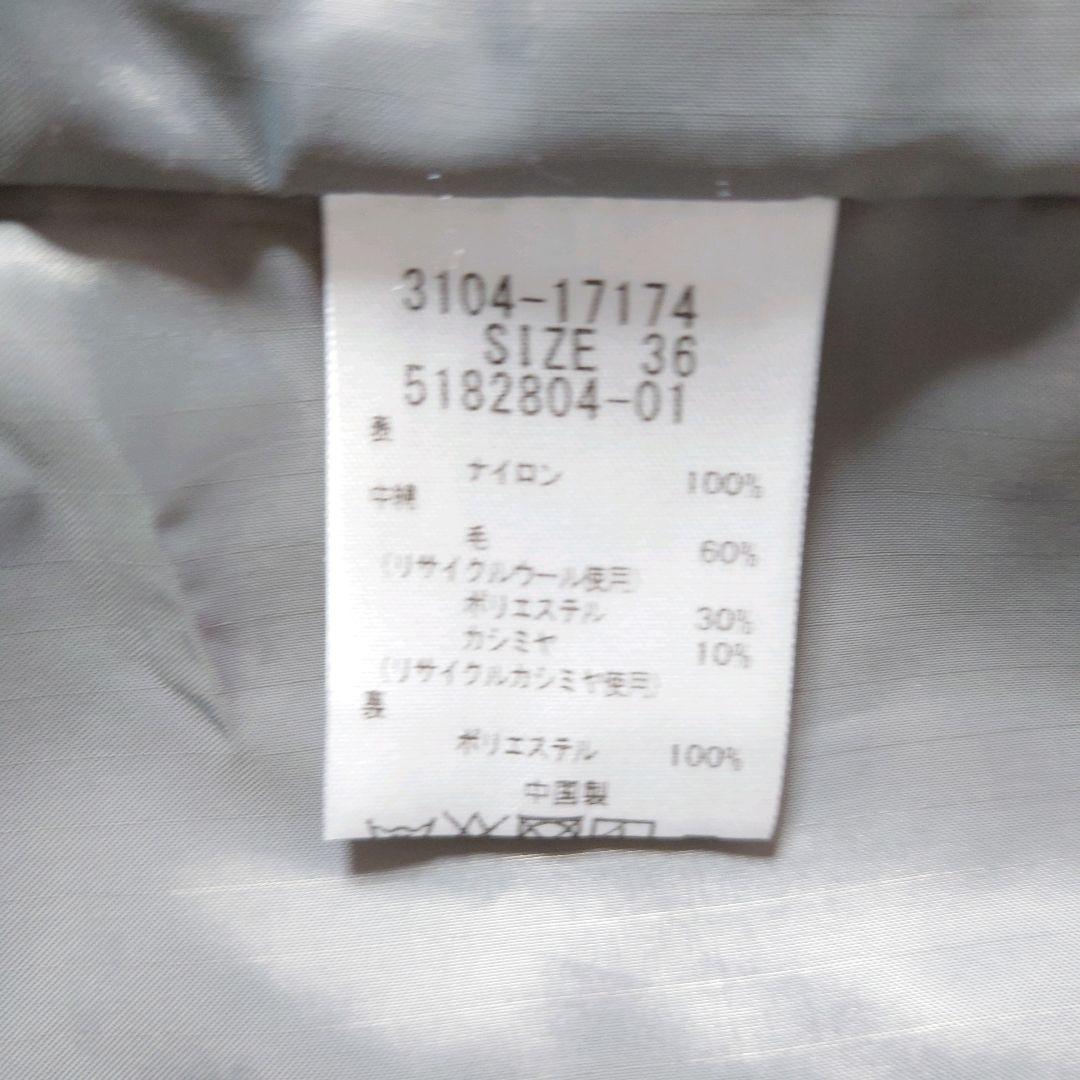 3104-17174
SIZE 36
5182804-01
表
ナイロン 100%
中綿
毛 60%
(リサイクルウール使用)
ポリエステル 30%
カシミヤ 10%
(リサイクルカシミヤ使用)
裏
ポリエステル 100%
中国製